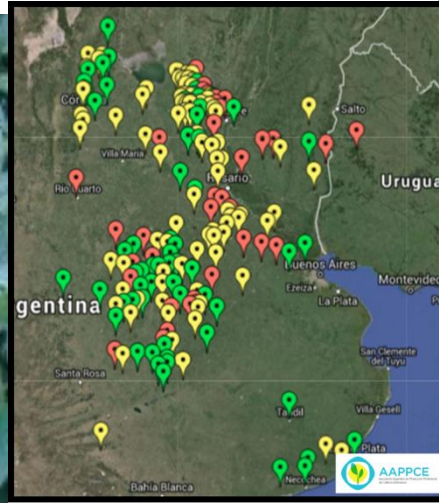 Cor
Salto
Villa María
Río Cuarto
Rosario
Urugua
Buenos Aires
Ezeiza
Montevideo
La Plata
gentina
San Clemente
del Tuyu
Santa Rosa
Tandil
Villa Gesell
Plata
Necochea
Bahía Blanca
AAPPCE